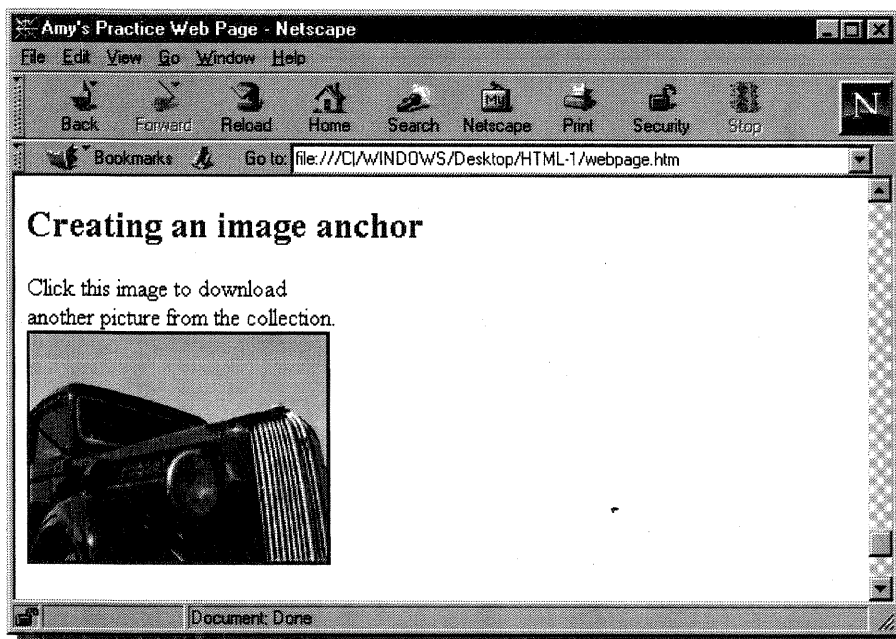 Amy's Practice Web Page - Netscape
File Edit View Go Window Help
Back Forward Reload Home Search Netscape Print Security Stop
My
N
Bookmarks Go to: file:///C|/WINDOWS/Desktop/HTML-1/webpage.htm
Creating an image anchor
Click this image to download
another picture from the collection.
Document: Done